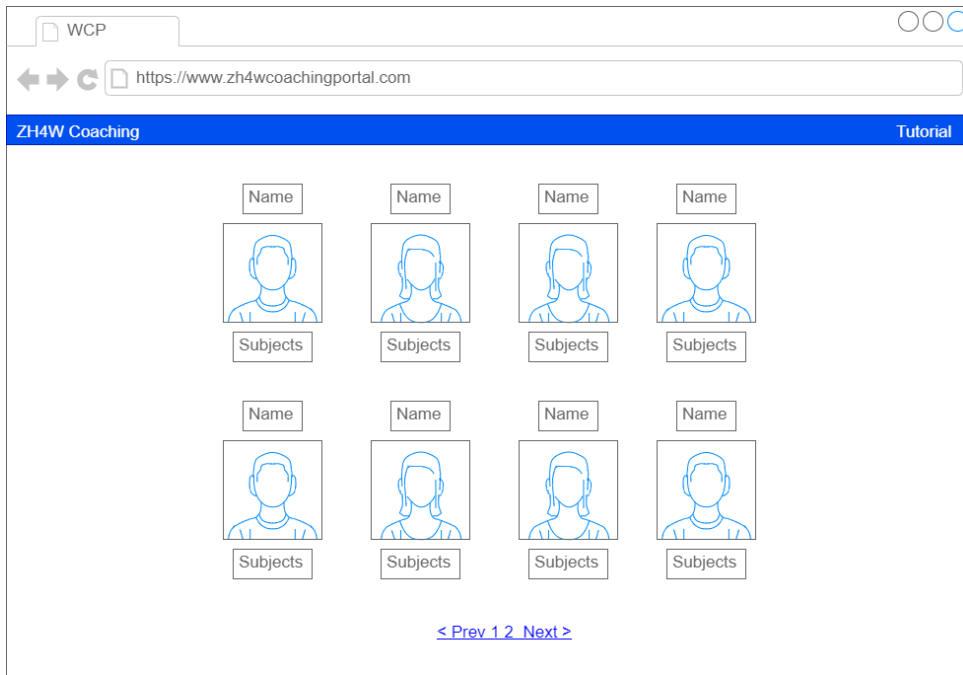 WCP
https://www.zh4wcoachingportal.com
ZH4W Coaching Tutorial
Name Name Name Name
Subjects Subjects Subjects Subjects
Name Name Name Name
Subjects Subjects Subjects Subjects
< Prev 1 2  Next >